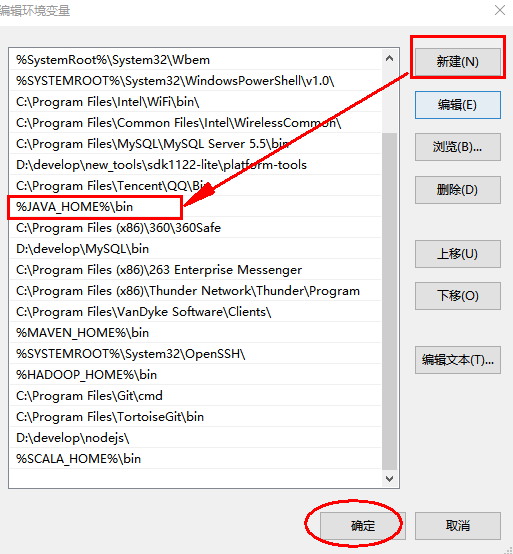 编辑环境变量
%SystemRoot%\System32\Wbem
%SYSTEMROOT%\System32\WindowsPowerShell\v1.0\
C:\Program Files\Intel\WiFi\bin\
C:\Program Files\Common Files\Intel\WirelessCommon\
C:\Program Files\MySQL\MySQL Server 5.5\bin
D:\develop\new_tools\sdk1122-lite\platform-tools
C:\Program Files\Tencent\QQ\Bin
%JAVA_HOME%\bin
C:\Program Files (x86)\360\360Safe
D:\develop\MySQL\bin
C:\Program Files (x86)\263 Enterprise Messenger
C:\Program Files (x86)\Thunder Network\Thunder\Program
C:\Program Files\VanDyke Software\Clients\
%MAVEN_HOME%\bin
%SYSTEMROOT%\System32\OpenSSH\
%HADOOP_HOME%\bin
C:\Program Files\Git\cmd
C:\Program Files\TortoiseGit\bin
D:\develop\nodejs\
%SCALA_HOME%\bin
新建(N)
编辑(E)
浏览(B)...
删除(D)
上移(U)
下移(O)
编辑文本(T)...
确定
取消